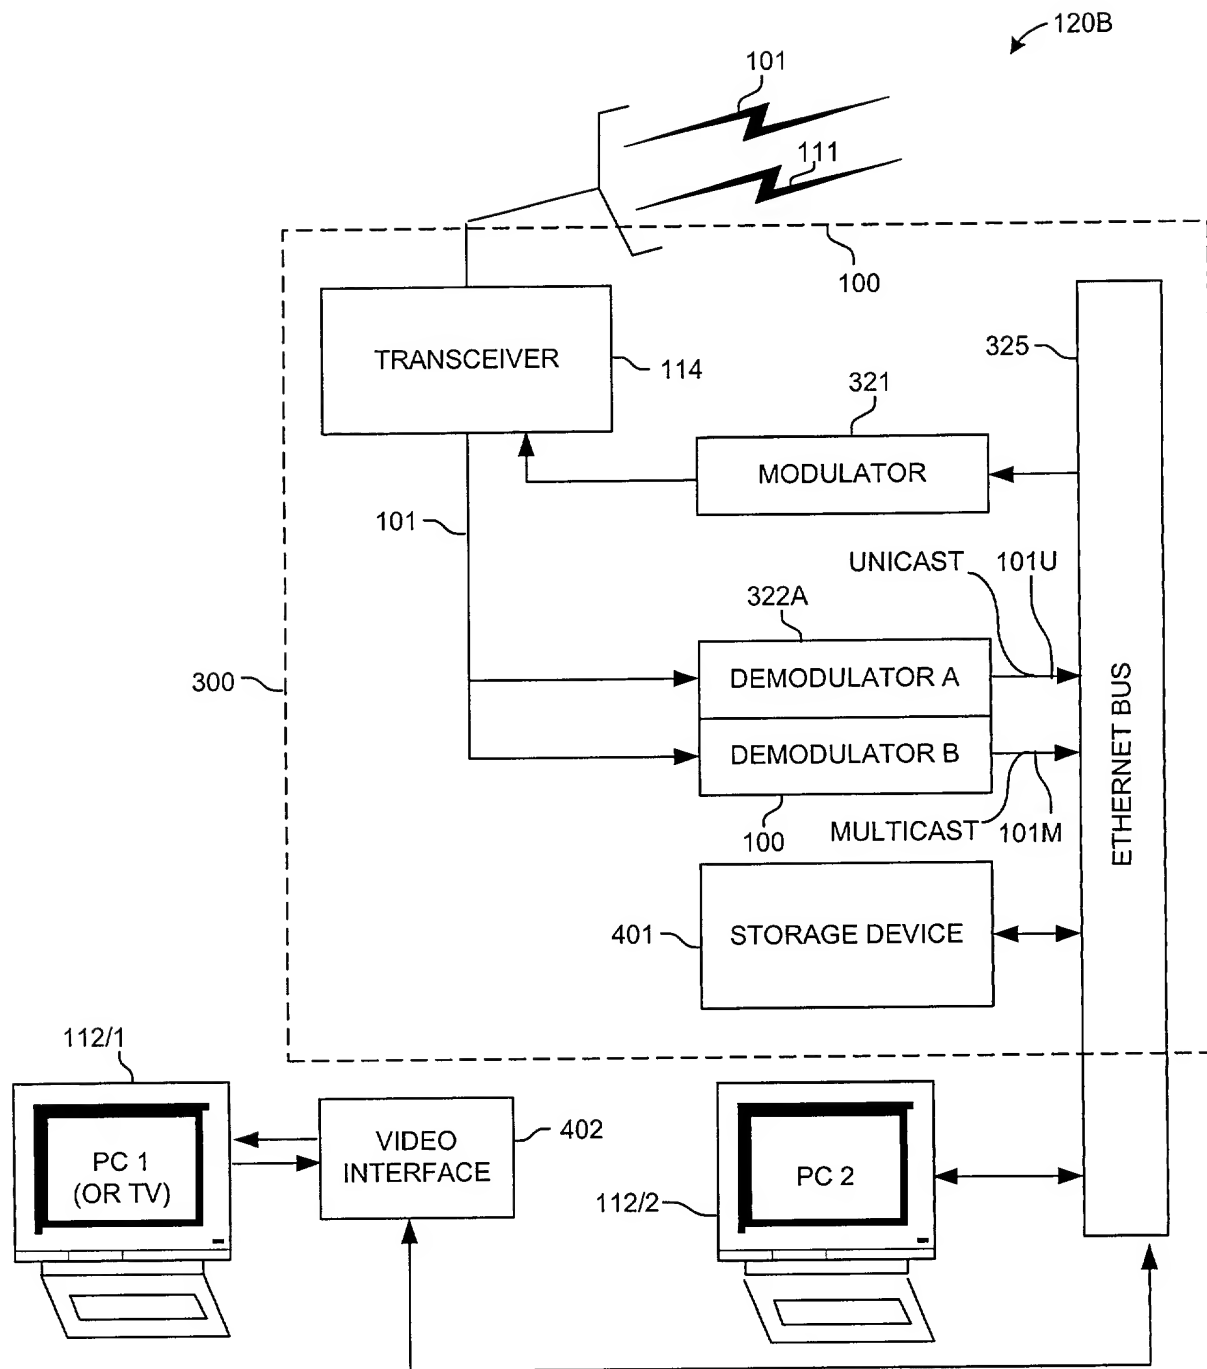 120B
101
111
100
TRANSCEIVER
114
325
321
MODULATOR
101
UNICAST
101U
322A
DEMODULATOR A
300
DEMODULATOR B
MULTICAST
101M
100
ETHERNET BUS
401
STORAGE DEVICE
112/1
PC 1
(OR TV)
VIDEO
INTERFACE
402
PC 2
112/2